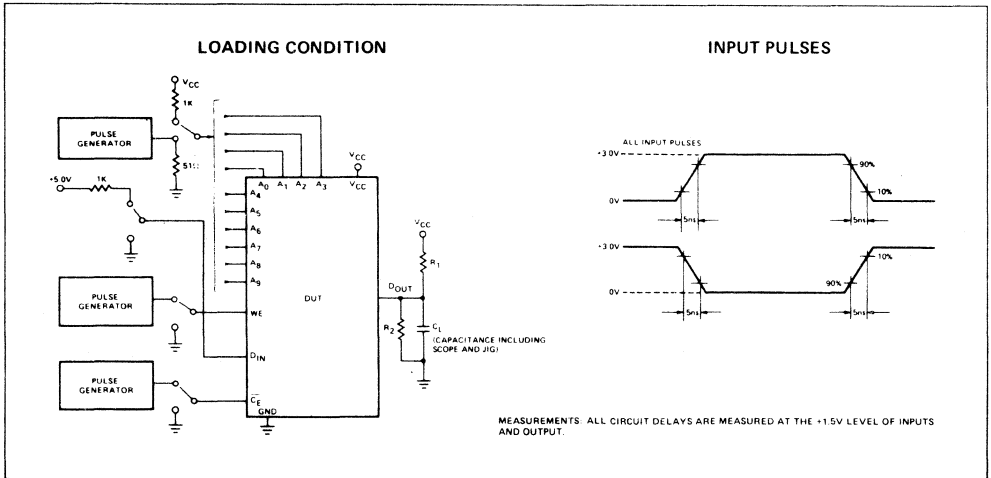 LOADING CONDITION
INPUT PULSES
VCC
1K
PULSE
GENERATOR
51Ω
+5.0V
1K
A0 A1 A2 A3
VCC
VCC
A4
A5
A6
A7
A8
A9
DUT
WE
DIN
CE
GND
PULSE
GENERATOR
PULSE
GENERATOR
VCC
R1
DOUT
R2
CL
(CAPACITANCE INCLUDING
SCOPE AND JIG)
ALL INPUT PULSES
+3.0V
90%
10%
0V
5ns
5ns
+3.0V
10%
0V
90%
5ns
5ns
MEASUREMENTS: ALL CIRCUIT DELAYS ARE MEASURED AT THE +1.5V LEVEL OF INPUTS
AND OUTPUT.